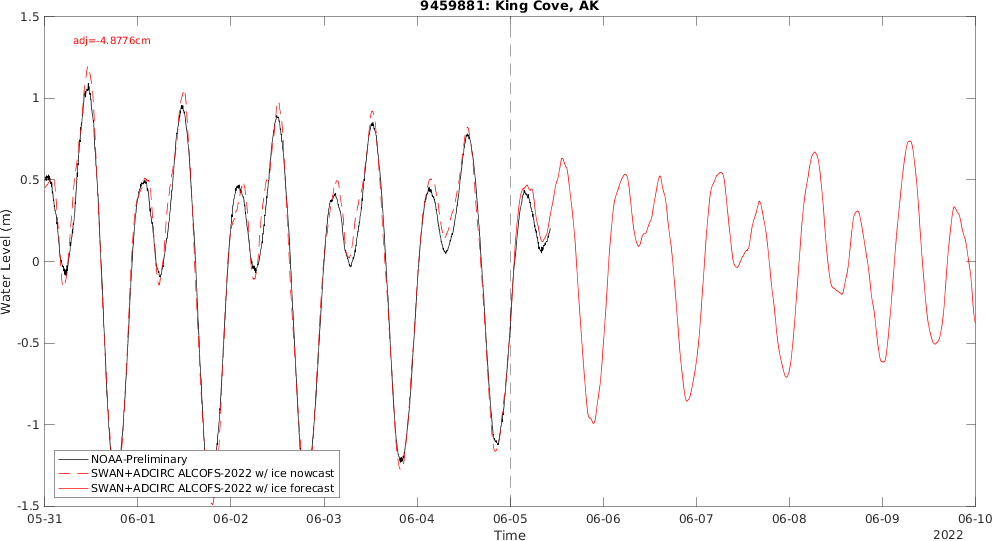 9459881: King Cove, AK
adj=-4.8776cm
Water Level (m)
1.5
1
0.5
0
-0.5
-1
-1.5
NOAA-Preliminary
SWAN+ADCIRC ALCOFS-2022 w/ ice nowcast
SWAN+ADCIRC ALCOFS-2022 w/ ice forecast
05-31 06-01 06-02 06-03 06-04 06-05 06-06 06-07 06-08 06-09 06-10
Time
2022